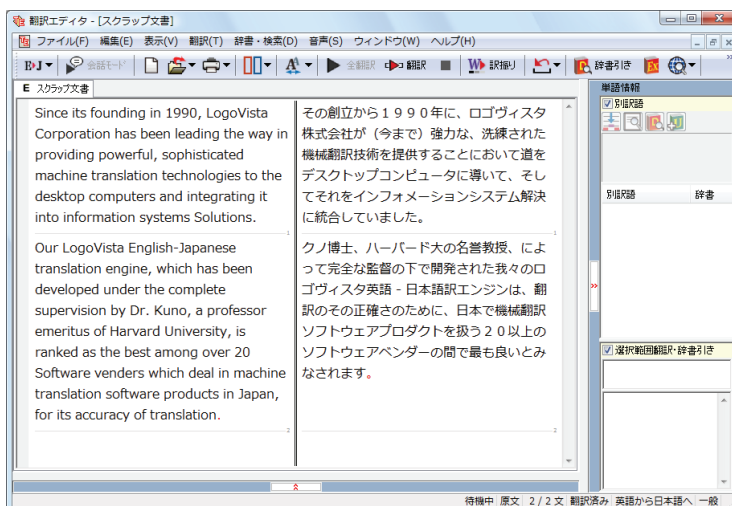 翻訳エディタ - [スクラップ文書]
ファイル(F) 編集(E) 表示(V) 翻訳(T) 辞書・検索(D) 音声(S) ウィンドウ(W) ヘルプ(H)
E▸J 会話モード 全翻訳 翻訳 訳振り 辞書引き
E スクラップ文書
Since its founding in 1990, LogoVista
Corporation has been leading the way in
providing powerful, sophisticated
machine translation technologies to the
desktop computers and integrating it
into information systems Solutions.
1
Our LogoVista English-Japanese
translation engine, which has been
developed under the complete
supervision by Dr. Kuno, a professor
emeritus of Harvard University, is
ranked as the best among over 20
Software venders which deal in machine
translation software products in Japan,
for its accuracy of translation.
2
その創立から１９９０年に、ロゴヴィスタ
株式会社が（今まで）強力な、洗練された
機械翻訳技術を提供することにおいて道を
デスクトップコンピュータに導いて、そし
てそれをインフォメーションシステム解決
に統合していました。
1
クノ博士、ハーバード大の名誉教授、によ
って完全な監督の下で開発された我々のロ
ゴヴィスタ英語 - 日本語訳エンジンは、翻
訳のその正確さのために、日本で機械翻訳
ソフトウェアプロダクトを扱う２０以上の
ソフトウェアベンダーの間で最も良いとみ
なされます。
2
単語情報
別訳語
別訳語 辞書
選択範囲翻訳・辞書引き
待機中 原文 2 / 2 文 翻訳済み 英語から日本語へ 一般